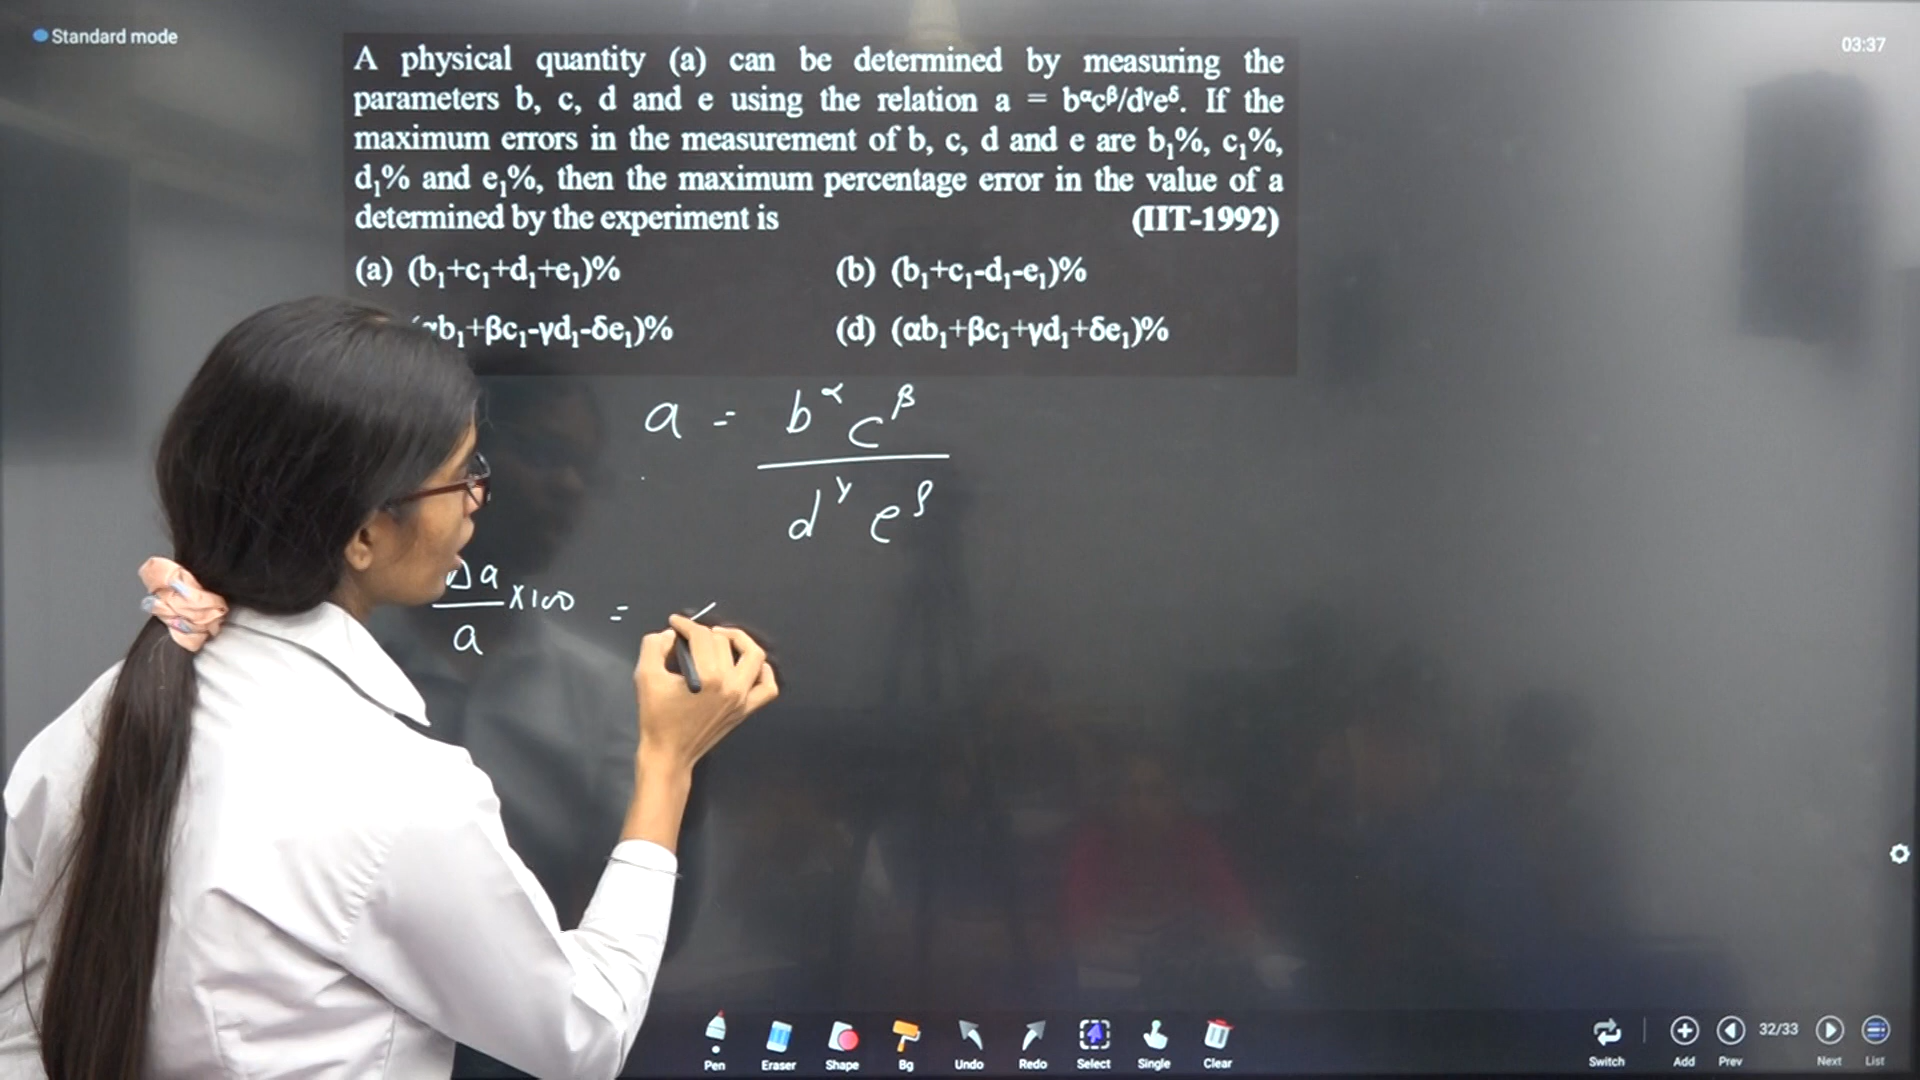 Standard mode
03:37
A physical quantity (a) can be determined by measuring the
parameters b, c, d and e using the relation a = bᵅcᵝ/dᵞeᵟ. If the
maximum errors in the measurement of b, c, d and e are b₁%, c₁%,
d₁% and e₁%, then the maximum percentage error in the value of a
determined by the experiment is (IIT-1992)
(a) (b₁+c₁+d₁+e₁)% (b) (b₁+c₁-d₁-e₁)%
b₁+βc₁-γd₁-δe₁)% (d) (αb₁+βc₁+γd₁+δe₁)%
a = b^α c^β
d^γ e^δ
Δa
a
×100 =
Pen Eraser Shape Bg Undo Redo Select Single Clear Switch Add Prev 32/33 Next List